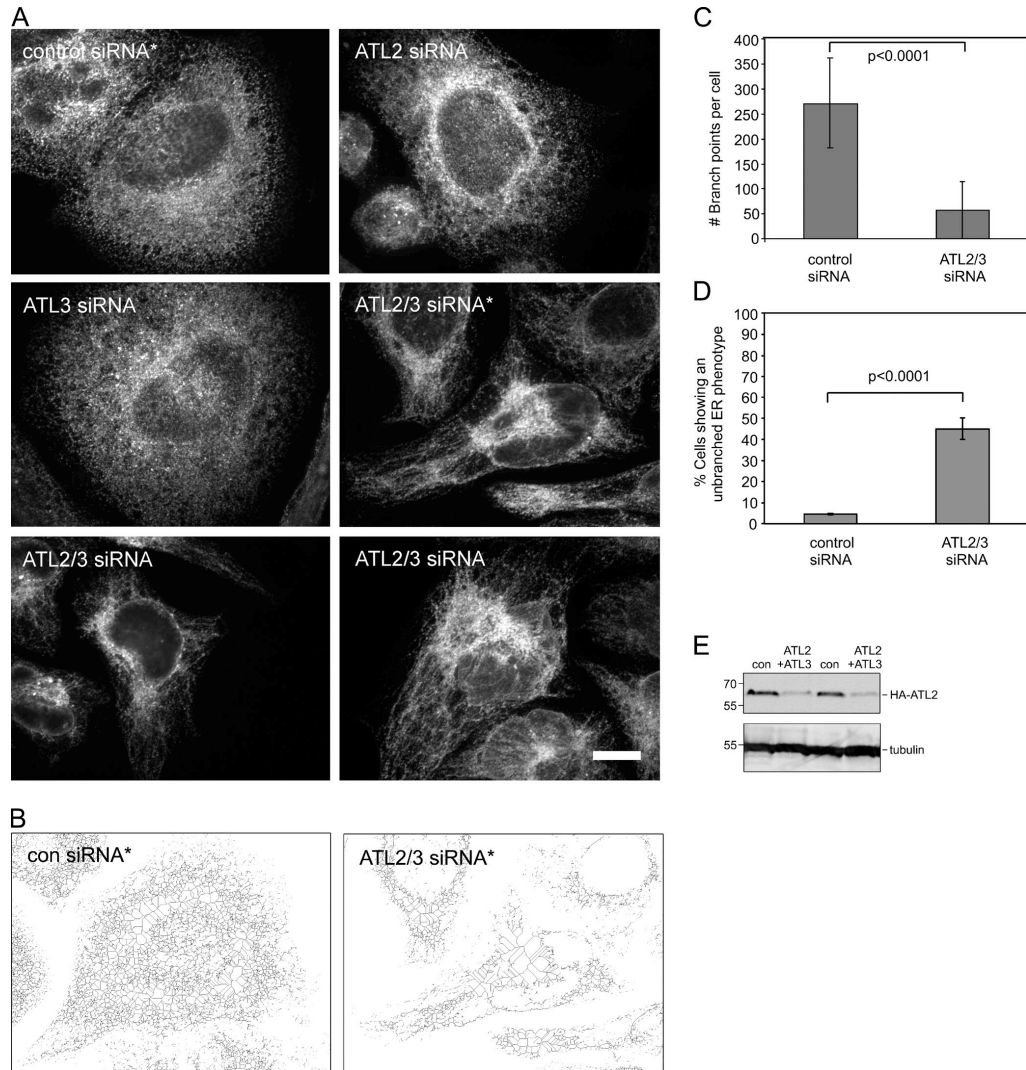 A
control siRNA*
ATL2 siRNA
ATL3 siRNA
ATL2/3 siRNA*
ATL2/3 siRNA
ATL2/3 siRNA
B
con siRNA*
ATL2/3 siRNA*
C
# Branch points per cell
400
350
300
250
200
150
100
50
0
p<0.0001
control
siRNA
ATL2/3
siRNA
D
% Cells showing an
unbranched ER phenotype
100
90
80
70
60
50
40
30
20
10
0
p<0.0001
control
siRNA
ATL2/3
siRNA
E
con
ATL2
+ATL3
con
ATL2
+ATL3
70
55
HA-ATL2
55
tubulin